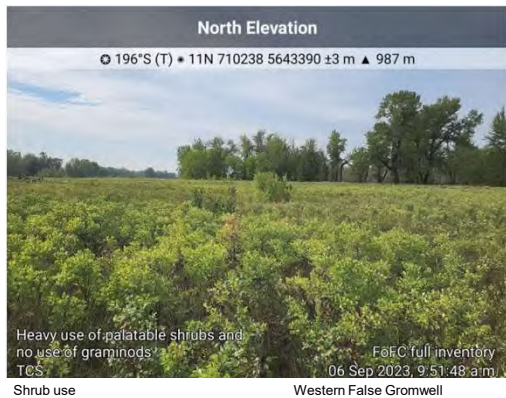 North Elevation
196°S (T) 11N 710238 5643390 ±3 m ▲ 987 m
Heavy use of palatable shrubs and
no use of graminods
TCS
FoFC full inventory
06 Sep 2023, 9:51:48 a.m.
Shrub use
Western False Gromwell